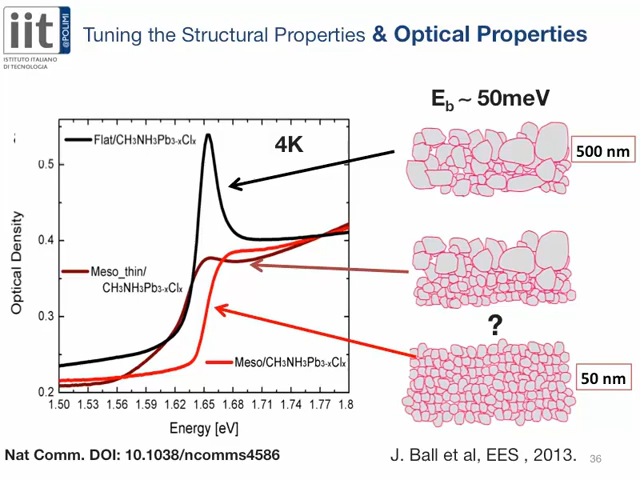 iit
@POLIMI
ISTITUTO ITALIANO
DI TECNOLOGIA
Tuning the Structural Properties & Optical Properties
Eb ~ 50meV
Flat/CH3NH3Pb3-xClx
4K
500 nm
0.5
0.4
0.3
0.2
Optical Density
Meso_thin/
CH3NH3Pb3-xClx
?
Meso/CH3NH3Pb3-xClx
50 nm
1.50 1.53 1.56 1.59 1.62 1.65 1.68 1.71 1.74 1.77 1.8
Energy [eV]
Nat Comm. DOI: 10.1038/ncomms4586
J. Ball et al, EES , 2013.
36